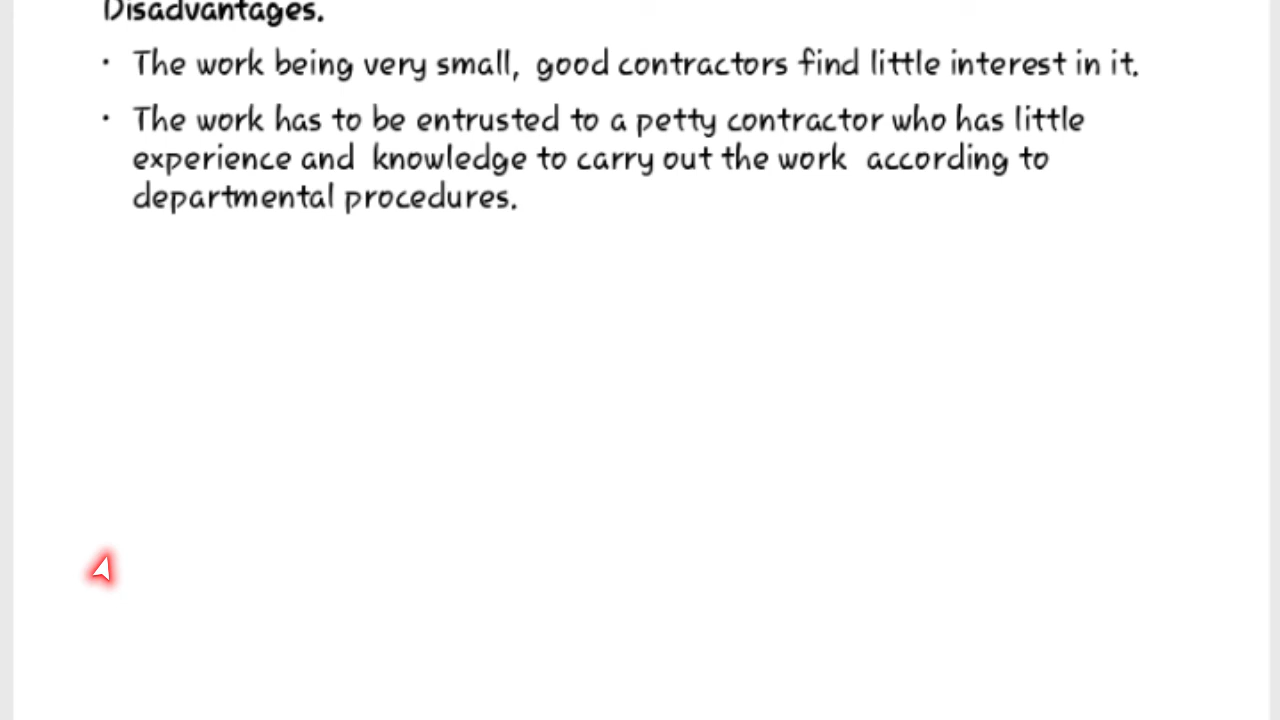 Disadvantages.
• The work being very small, good contractors find little interest in it.
• The work has to be entrusted to a petty contractor who has little
experience and knowledge to carry out the work according to
departmental procedures.